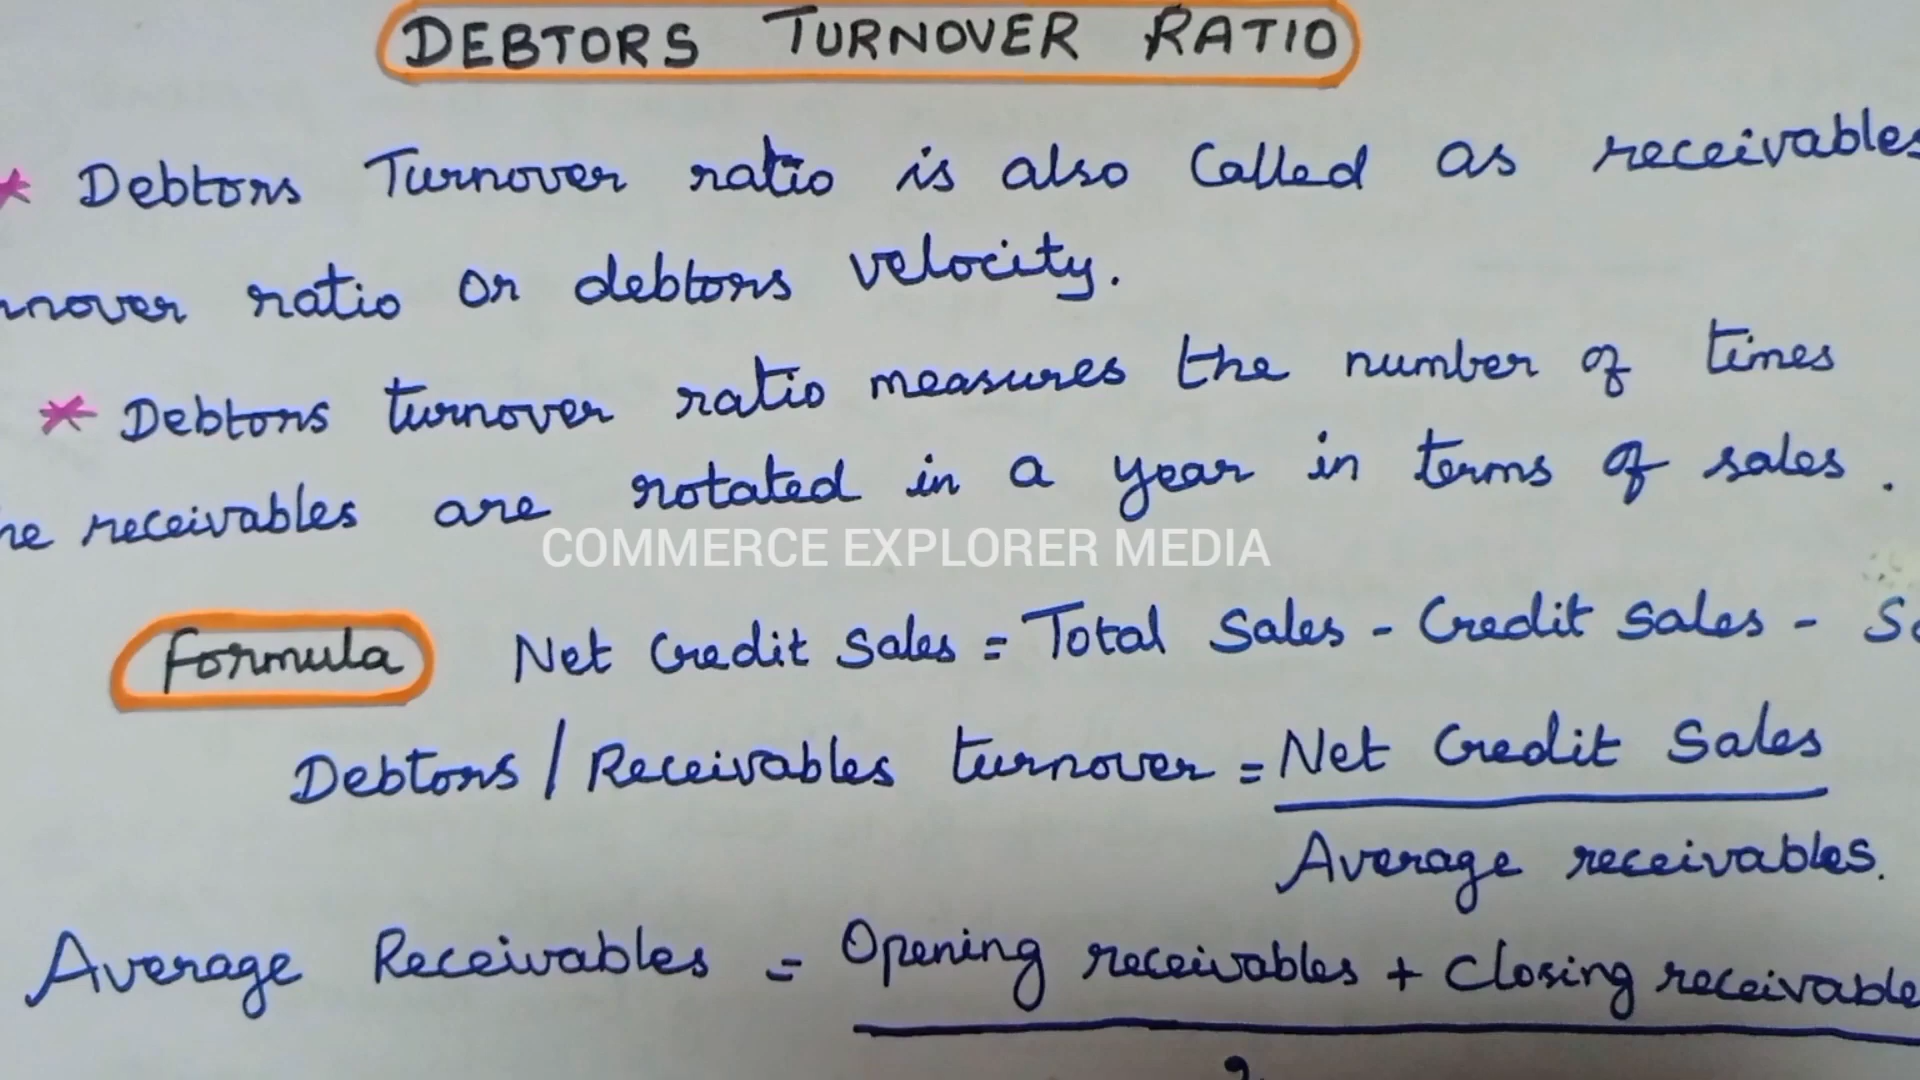 DEBTORS TURNOVER RATIO
* Debtors Turnover ratio is also called as receivables
nover ratio or debtors velocity.
* Debtors turnover ratio measures the number of times
he receivables are rotated in a year in terms of sales.
COMMERCE EXPLORER MEDIA
Formula Net Credit Sales = Total Sales - Credit Sales -
Debtors / Receivables turnover = Net Credit Sales
Average receivables.
Average Receivables = Opening receivables + Closing receivable
2